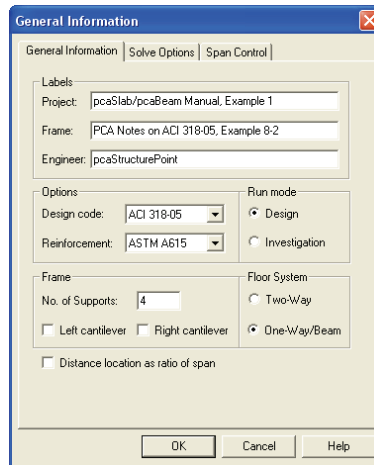 General Information
General Information Solve Options Span Control
Labels
Project: pcaSlab/pcaBeam Manual, Example 1
Frame: PCA Notes on ACI 318-05, Example 8-2
Engineer: pcaStructurePoint
Options
Design code: ACI 318-05
Reinforcement: ASTM A615
Run mode
Design
Investigation
Frame
No. of Supports: 4
Left cantilever Right cantilever
Floor System
Two-Way
One-Way/Beam
Distance location as ratio of span
OK Cancel Help